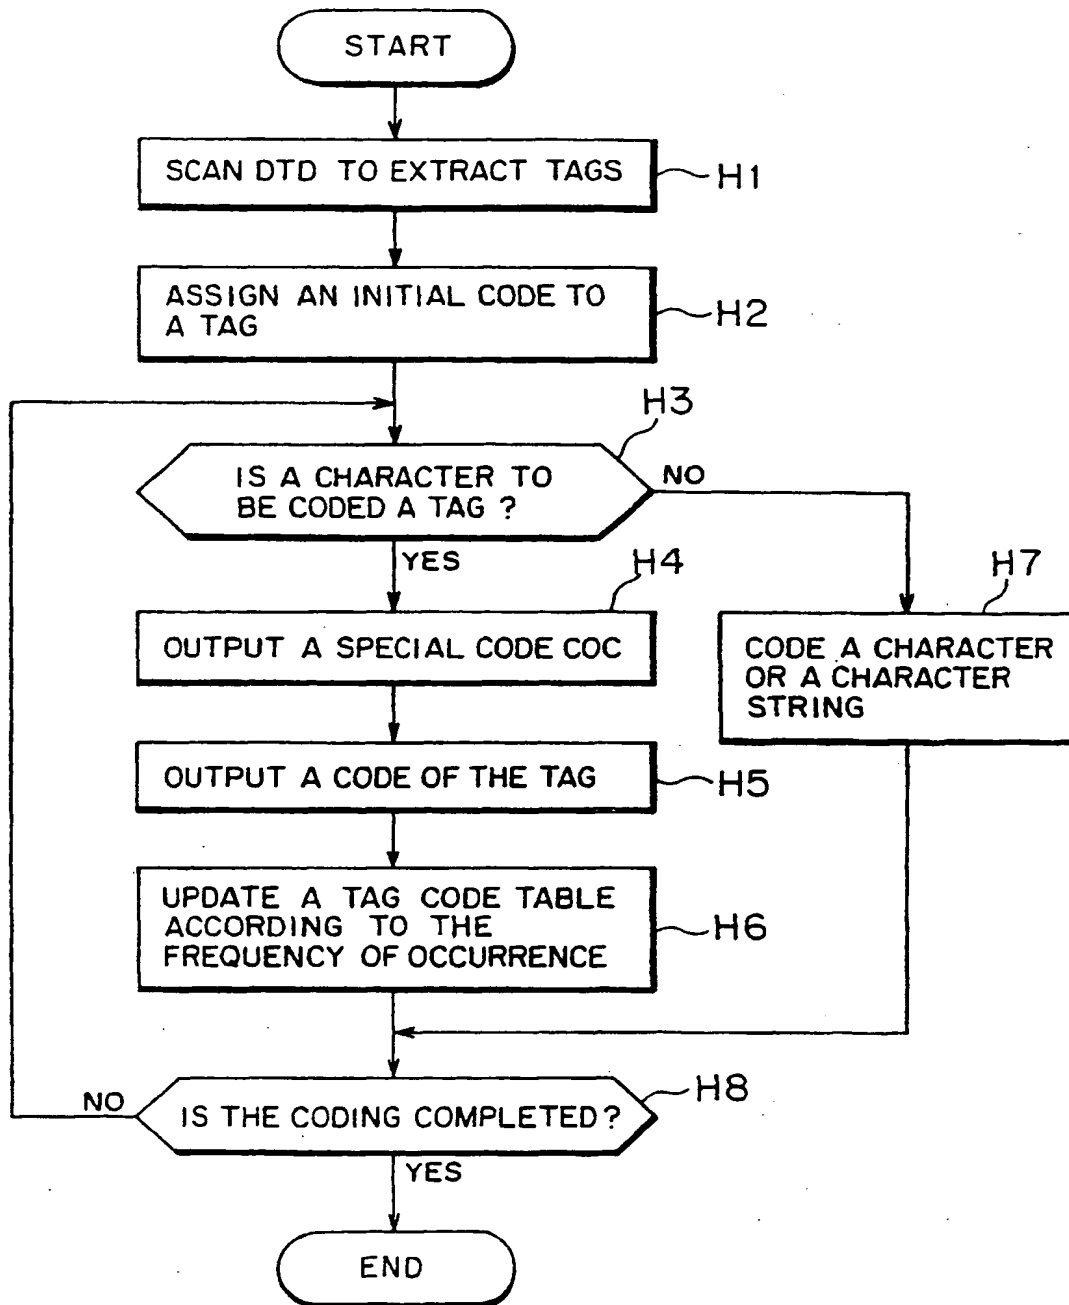 START
SCAN DTD TO EXTRACT TAGS
H1
ASSIGN AN INITIAL CODE TO
A TAG
H2
H3
IS A CHARACTER TO
BE CODED A TAG ?
NO
YES
H4
OUTPUT A SPECIAL CODE COC
H7
CODE A CHARACTER
OR A CHARACTER
STRING
OUTPUT A CODE OF THE TAG
H5
UPDATE A TAG CODE TABLE
ACCORDING TO THE
FREQUENCY OF OCCURRENCE
H6
H8
NO
IS THE CODING COMPLETED ?
YES
END